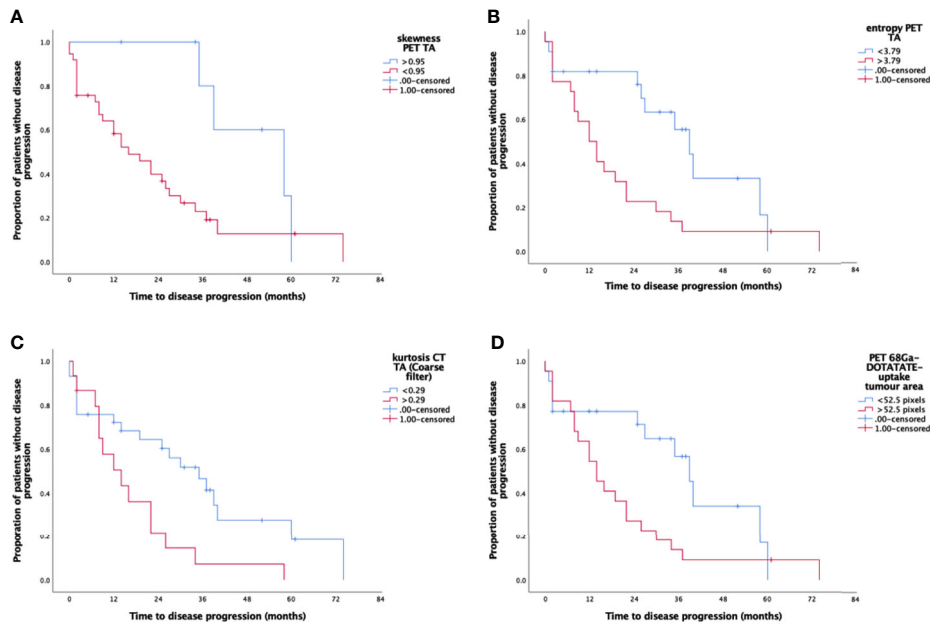 A
skewness
PET TA
>0.95
<0.95
.00-censored
1.00-censored
Proportion of patients without disease
progression
1.0
0.8
0.6
0.4
0.2
0.0
0 12 24 36 48 60 72 84
Time to disease progression (months)
B
entropy PET
TA
<3.79
>3.79
.00-censored
1.00-censored
Proportion of patients without disease
progression
1.0
0.8
0.6
0.4
0.2
0.0
0 12 24 36 48 60 72 84
Time to disease progression (months)
C
kurtosis CT
TA (Coarse
filter)
<0.29
>0.29
.00-censored
1.00-censored
Proporation of patients without disease
progression
1.0
0.8
0.6
0.4
0.2
0.0
0 12 24 36 48 60 72 84
Time to disease progression (months)
D
PET 68Ga-
DOTATATE-
uptake
tumour area
<52.5 pixels
>52.5 pixels
.00-censored
1.00-censored
Proportion of patients without disease
progression
1.0
0.8
0.6
0.4
0.2
0.0
0 12 24 36 48 60 72 84
Time to disease progression (months)